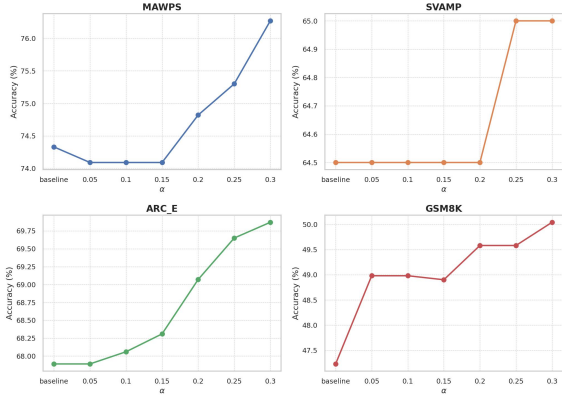 MAWPS
Accuracy (%)
76.0
75.5
75.0
74.5
74.0
baseline 0.05 0.1 0.15 0.2 0.25 0.3
α
SVAMP
Accuracy (%)
65.0
64.9
64.8
64.7
64.6
64.5
baseline 0.05 0.1 0.15 0.2 0.25 0.3
α
ARC_E
Accuracy (%)
69.75
69.50
69.25
69.00
68.75
68.50
68.25
68.00
baseline 0.05 0.1 0.15 0.2 0.25 0.3
α
GSM8K
Accuracy (%)
50.0
49.5
49.0
48.5
48.0
47.5
baseline 0.05 0.1 0.15 0.2 0.25 0.3
α